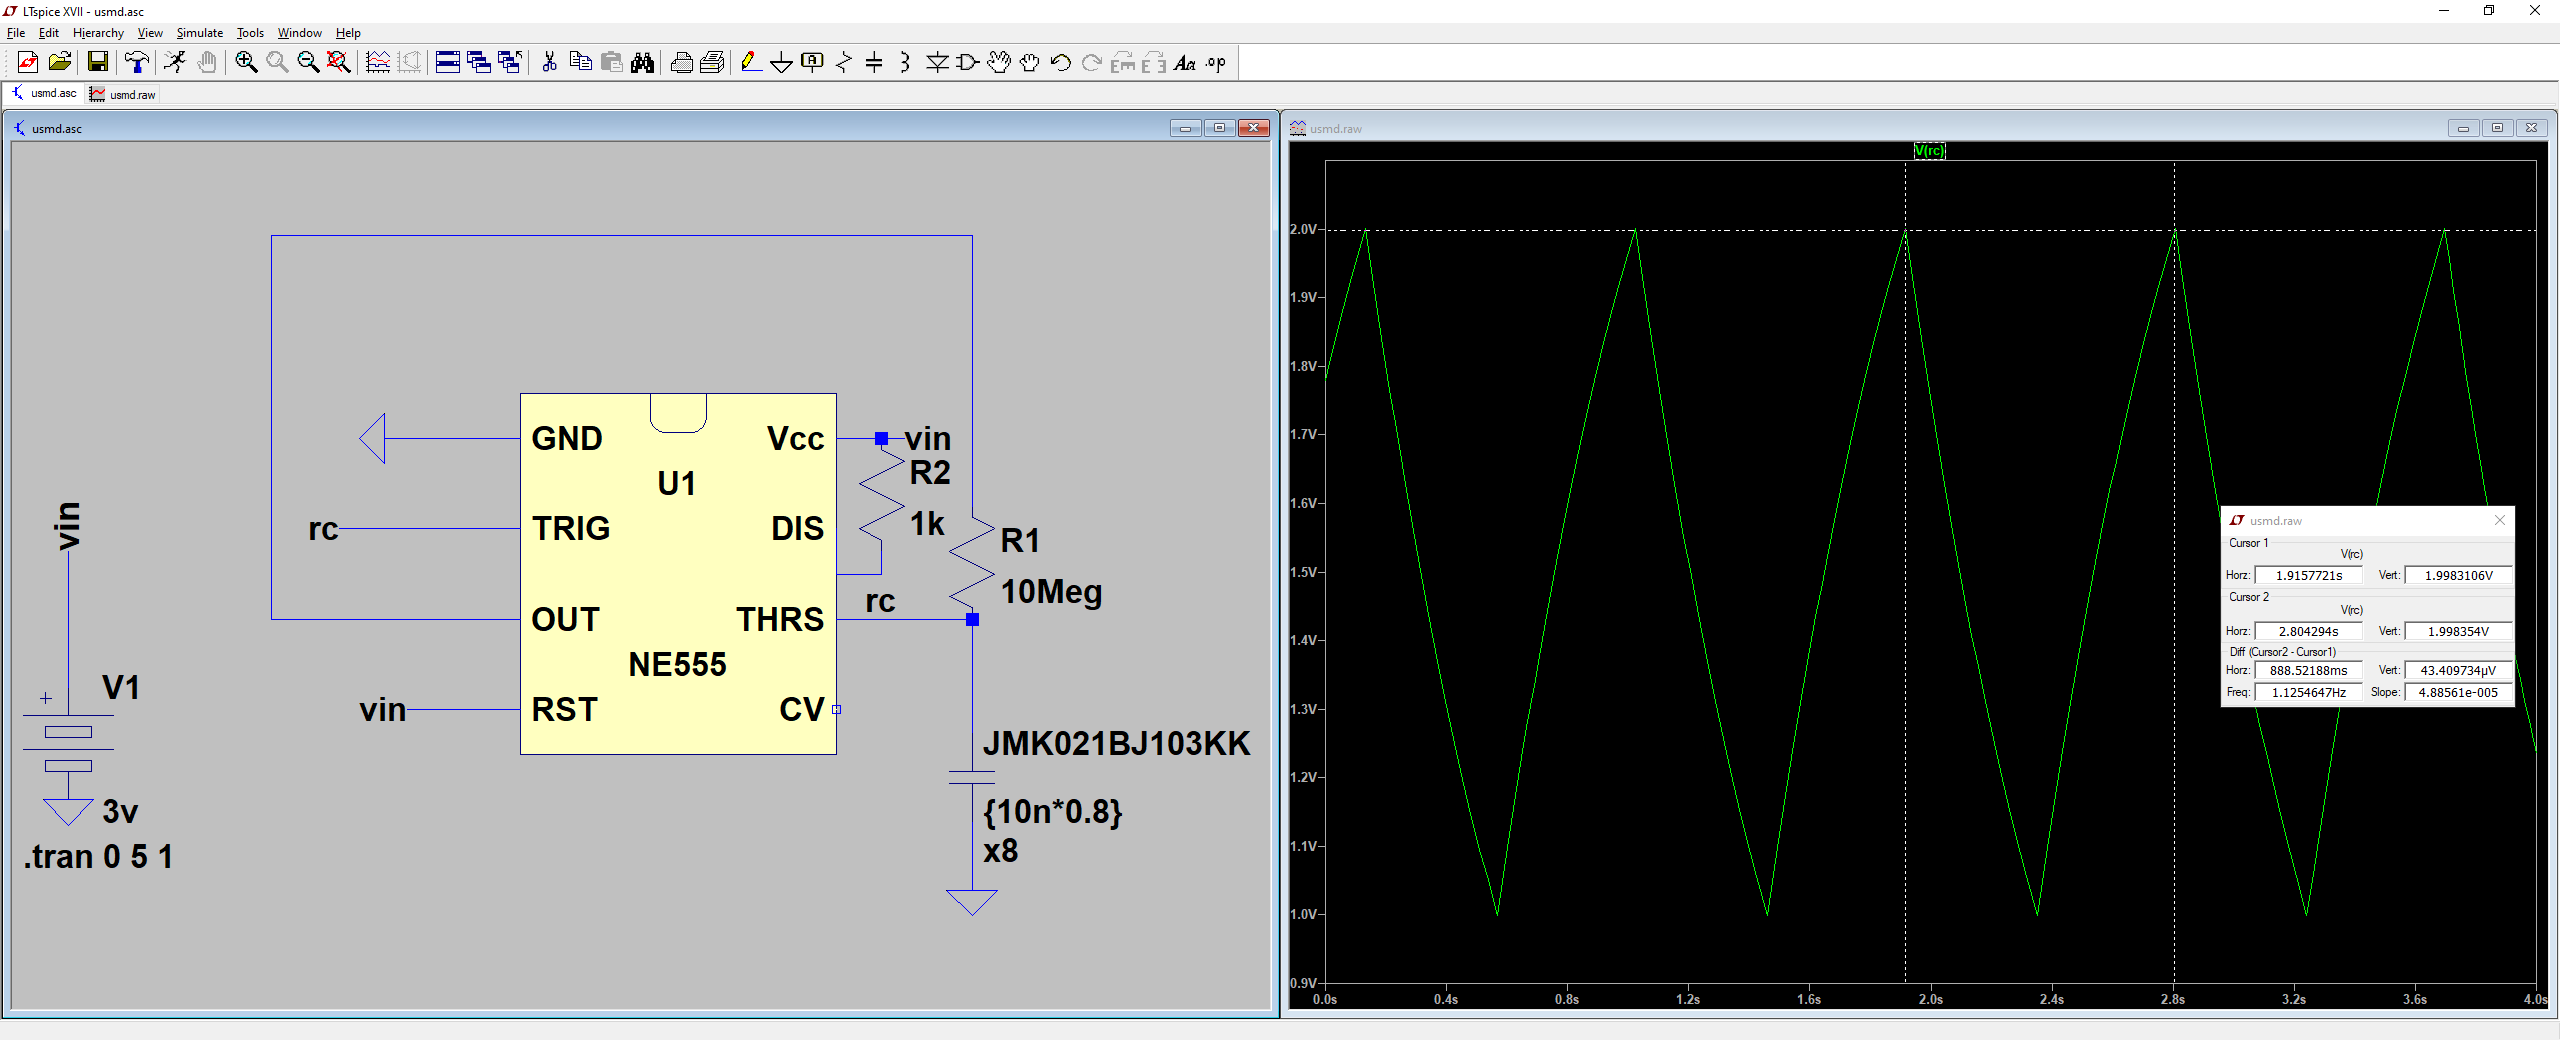 LTspice XVII - usmd.asc
File Edit Hierarchy View Simulate Tools Window Help
Aa .op
usmd.asc usmd.raw
usmd.asc
vin
V1
+
3v
.tran 0 5 1
GND
TRIG
OUT
RST
U1
NE555
Vcc
DIS
THRS
CV
rc
vin
vin
R2
1k
rc
R1
10Meg
JMK021BJ103KK
{10n*0.8}
x8
usmd.raw
V(rc)
2.0V
1.9V
1.8V
1.7V
1.6V
1.5V
1.4V
1.3V
1.2V
1.1V
1.0V
0.9V
0.0s 0.4s 0.8s 1.2s 1.6s 2.0s 2.4s 2.8s 3.2s 3.6s 4.0s
usmd.raw
Cursor 1
V(rc)
Horz: 1.9157721s Vert: 1.9983106V
Cursor 2
V(rc)
Horz: 2.804294s Vert: 1.998354V
Diff (Cursor2 - Cursor1)
Horz: 888.52188ms Vert: 43.409734µV
Freq: 1.1254647Hz Slope: 4.88561e-005